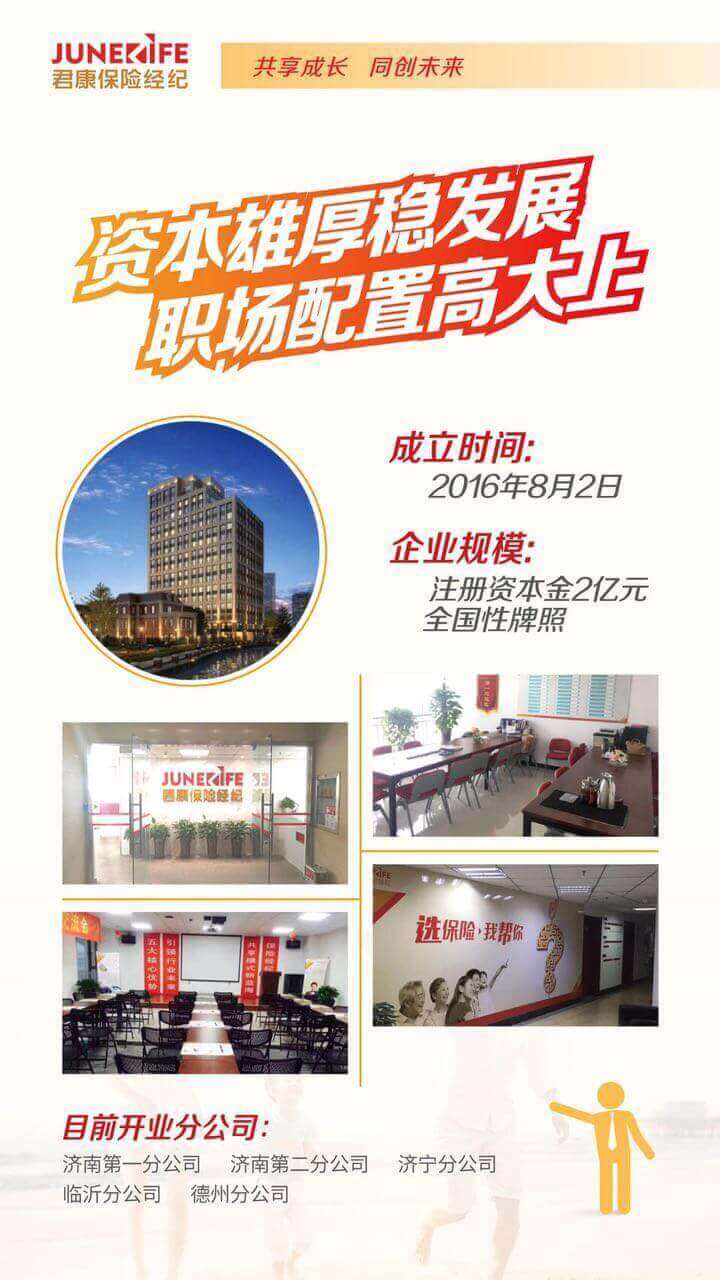 JUNELIFE
君康保险经纪
共享成长 同创未来
资本雄厚稳发展
职场配置高大上
成立时间:
2016年8月2日
企业规模:
注册资本金2亿元
全国性牌照
JUNELIFE
君康保险经纪
选保险 我帮你
五大核心优势
引领行业未来
共享模式新蓝海
保险经纪
目前开业分公司:
济南第一分公司 济南第二分公司 济宁分公司
临沂分公司 德州分公司